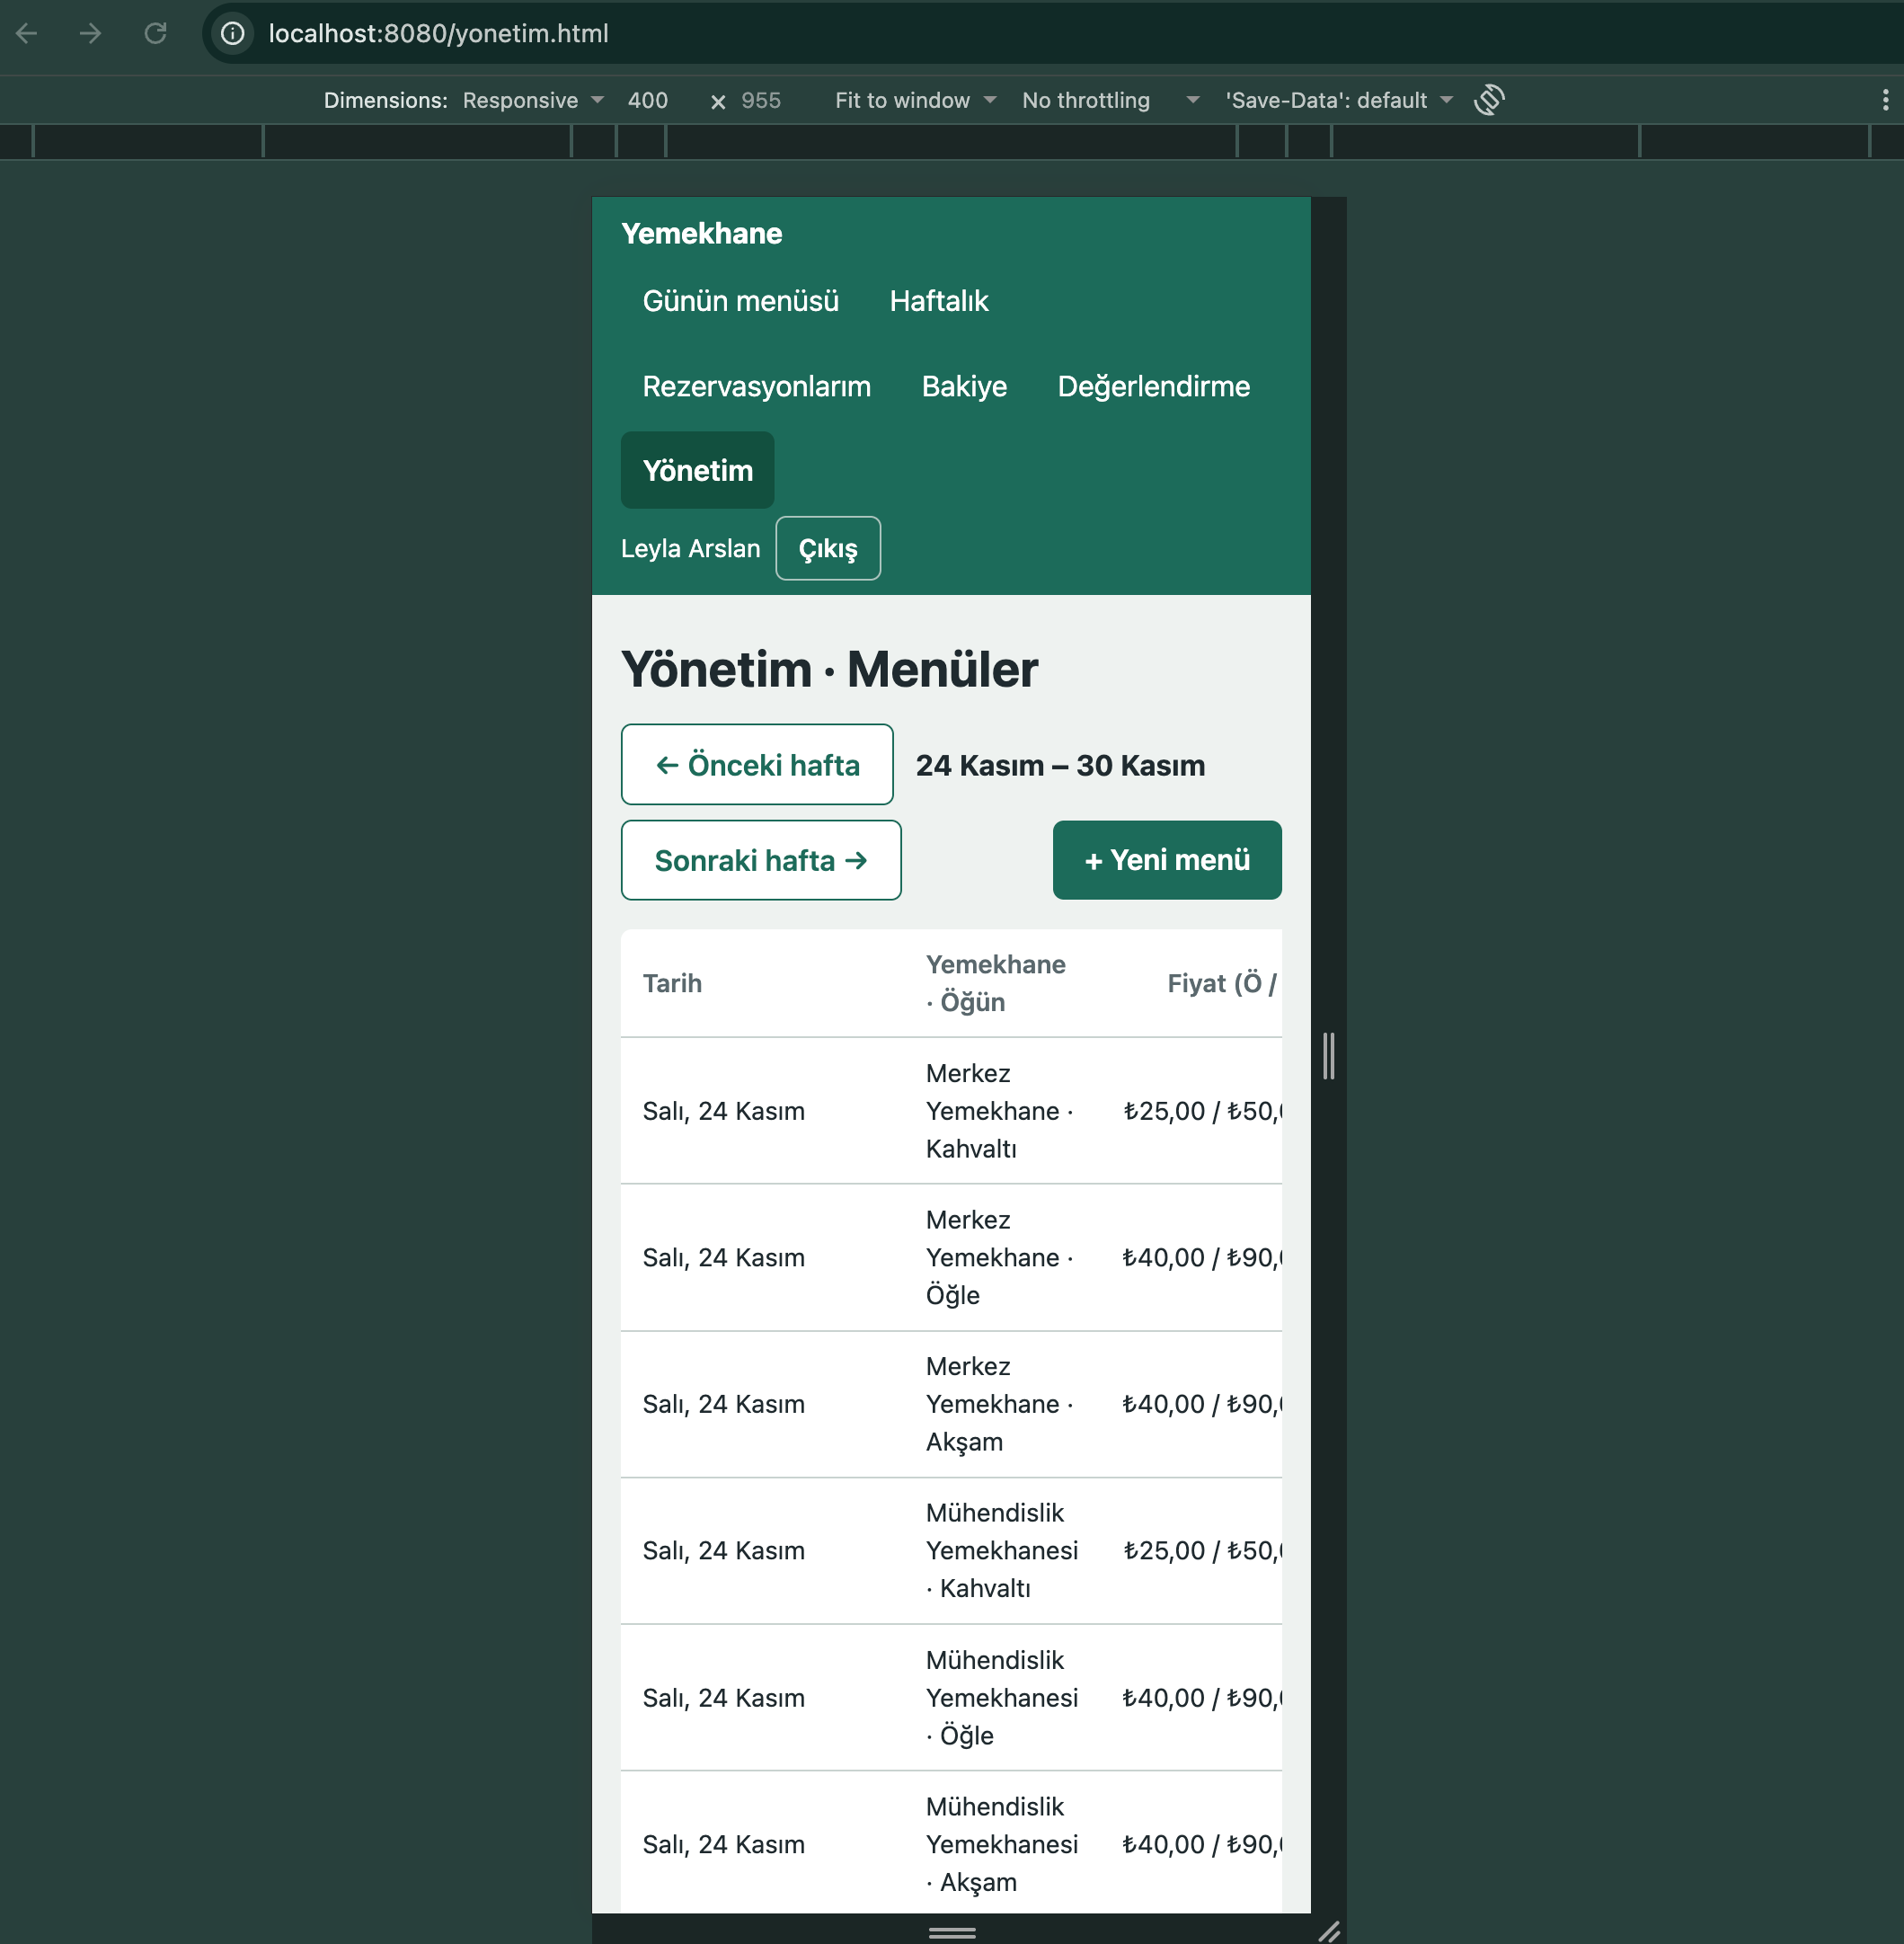 localhost:8080/yonetim.html
Dimensions: Responsive 400 × 955 Fit to window No throttling 'Save-Data': default
Yemekhane
Günün menüsü Haftalık
Rezervasyonlarım Bakiye Değerlendirme
Yönetim
Leyla Arslan Çıkış
Yönetim · Menüler
← Önceki hafta 24 Kasım – 30 Kasım
Sonraki hafta → + Yeni menü
Tarih Yemekhane · Öğün Fiyat (Ö /
Salı, 24 Kasım Merkez Yemekhane · Kahvaltı ₺25,00 / ₺50,
Salı, 24 Kasım Merkez Yemekhane · Öğle ₺40,00 / ₺90,
Salı, 24 Kasım Merkez Yemekhane · Akşam ₺40,00 / ₺90,
Salı, 24 Kasım Mühendislik Yemekhanesi · Kahvaltı ₺25,00 / ₺50,
Salı, 24 Kasım Mühendislik Yemekhanesi · Öğle ₺40,00 / ₺90,
Salı, 24 Kasım Mühendislik Yemekhanesi · Akşam ₺40,00 / ₺90,